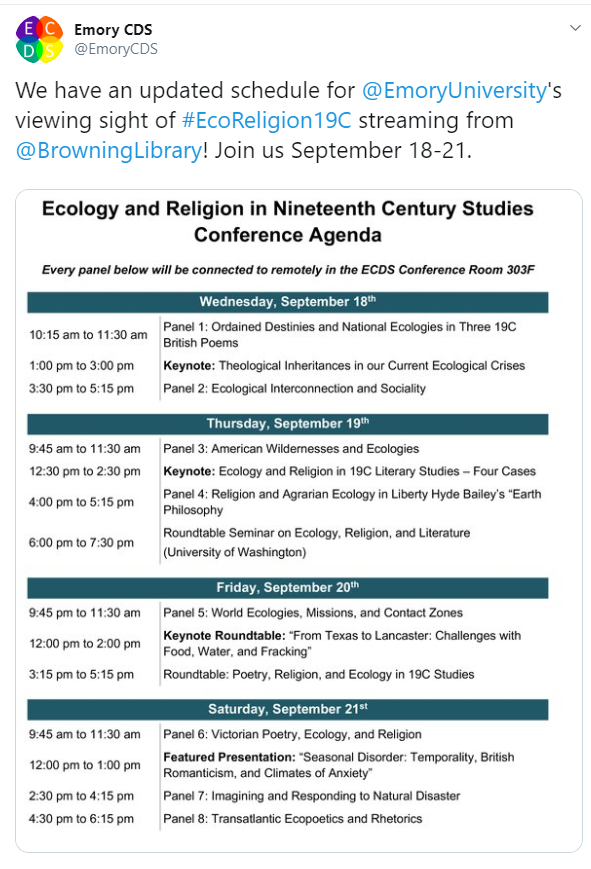 E C
D S
Emory CDS
@EmoryCDS
We have an updated schedule for @EmoryUniversity's
viewing sight of #EcoReligion19C streaming from
@BrowningLibrary! Join us September 18-21.
Ecology and Religion in Nineteenth Century Studies
Conference Agenda
Every panel below will be connected to remotely in the ECDS Conference Room 303F
Wednesday, September 18th
10:15 am to 11:30 am Panel 1: Ordained Destinies and National Ecologies in Three 19C
British Poems
1:00 pm to 3:00 pm Keynote: Theological Inheritances in our Current Ecological Crises
3:30 pm to 5:15 pm Panel 2: Ecological Interconnection and Sociality
Thursday, September 19th
9:45 am to 11:30 am Panel 3: American Wildernesses and Ecologies
12:30 pm to 2:30 pm Keynote: Ecology and Religion in 19C Literary Studies – Four Cases
4:00 pm to 5:15 pm Panel 4: Religion and Agrarian Ecology in Liberty Hyde Bailey's “Earth
Philosophy
6:00 pm to 7:30 pm Roundtable Seminar on Ecology, Religion, and Literature
(University of Washington)
Friday, September 20th
9:45 pm to 11:30 am Panel 5: World Ecologies, Missions, and Contact Zones
12:00 pm to 2:00 pm Keynote Roundtable: “From Texas to Lancaster: Challenges with
Food, Water, and Fracking”
3:15 pm to 5:15 pm Roundtable: Poetry, Religion, and Ecology in 19C Studies
Saturday, September 21st
9:45 am to 11:30 am Panel 6: Victorian Poetry, Ecology, and Religion
12:00 pm to 1:00 pm Featured Presentation: “Seasonal Disorder: Temporality, British
Romanticism, and Climates of Anxiety”
2:30 pm to 4:15 pm Panel 7: Imagining and Responding to Natural Disaster
4:30 pm to 6:15 pm Panel 8: Transatlantic Ecopoetics and Rhetorics